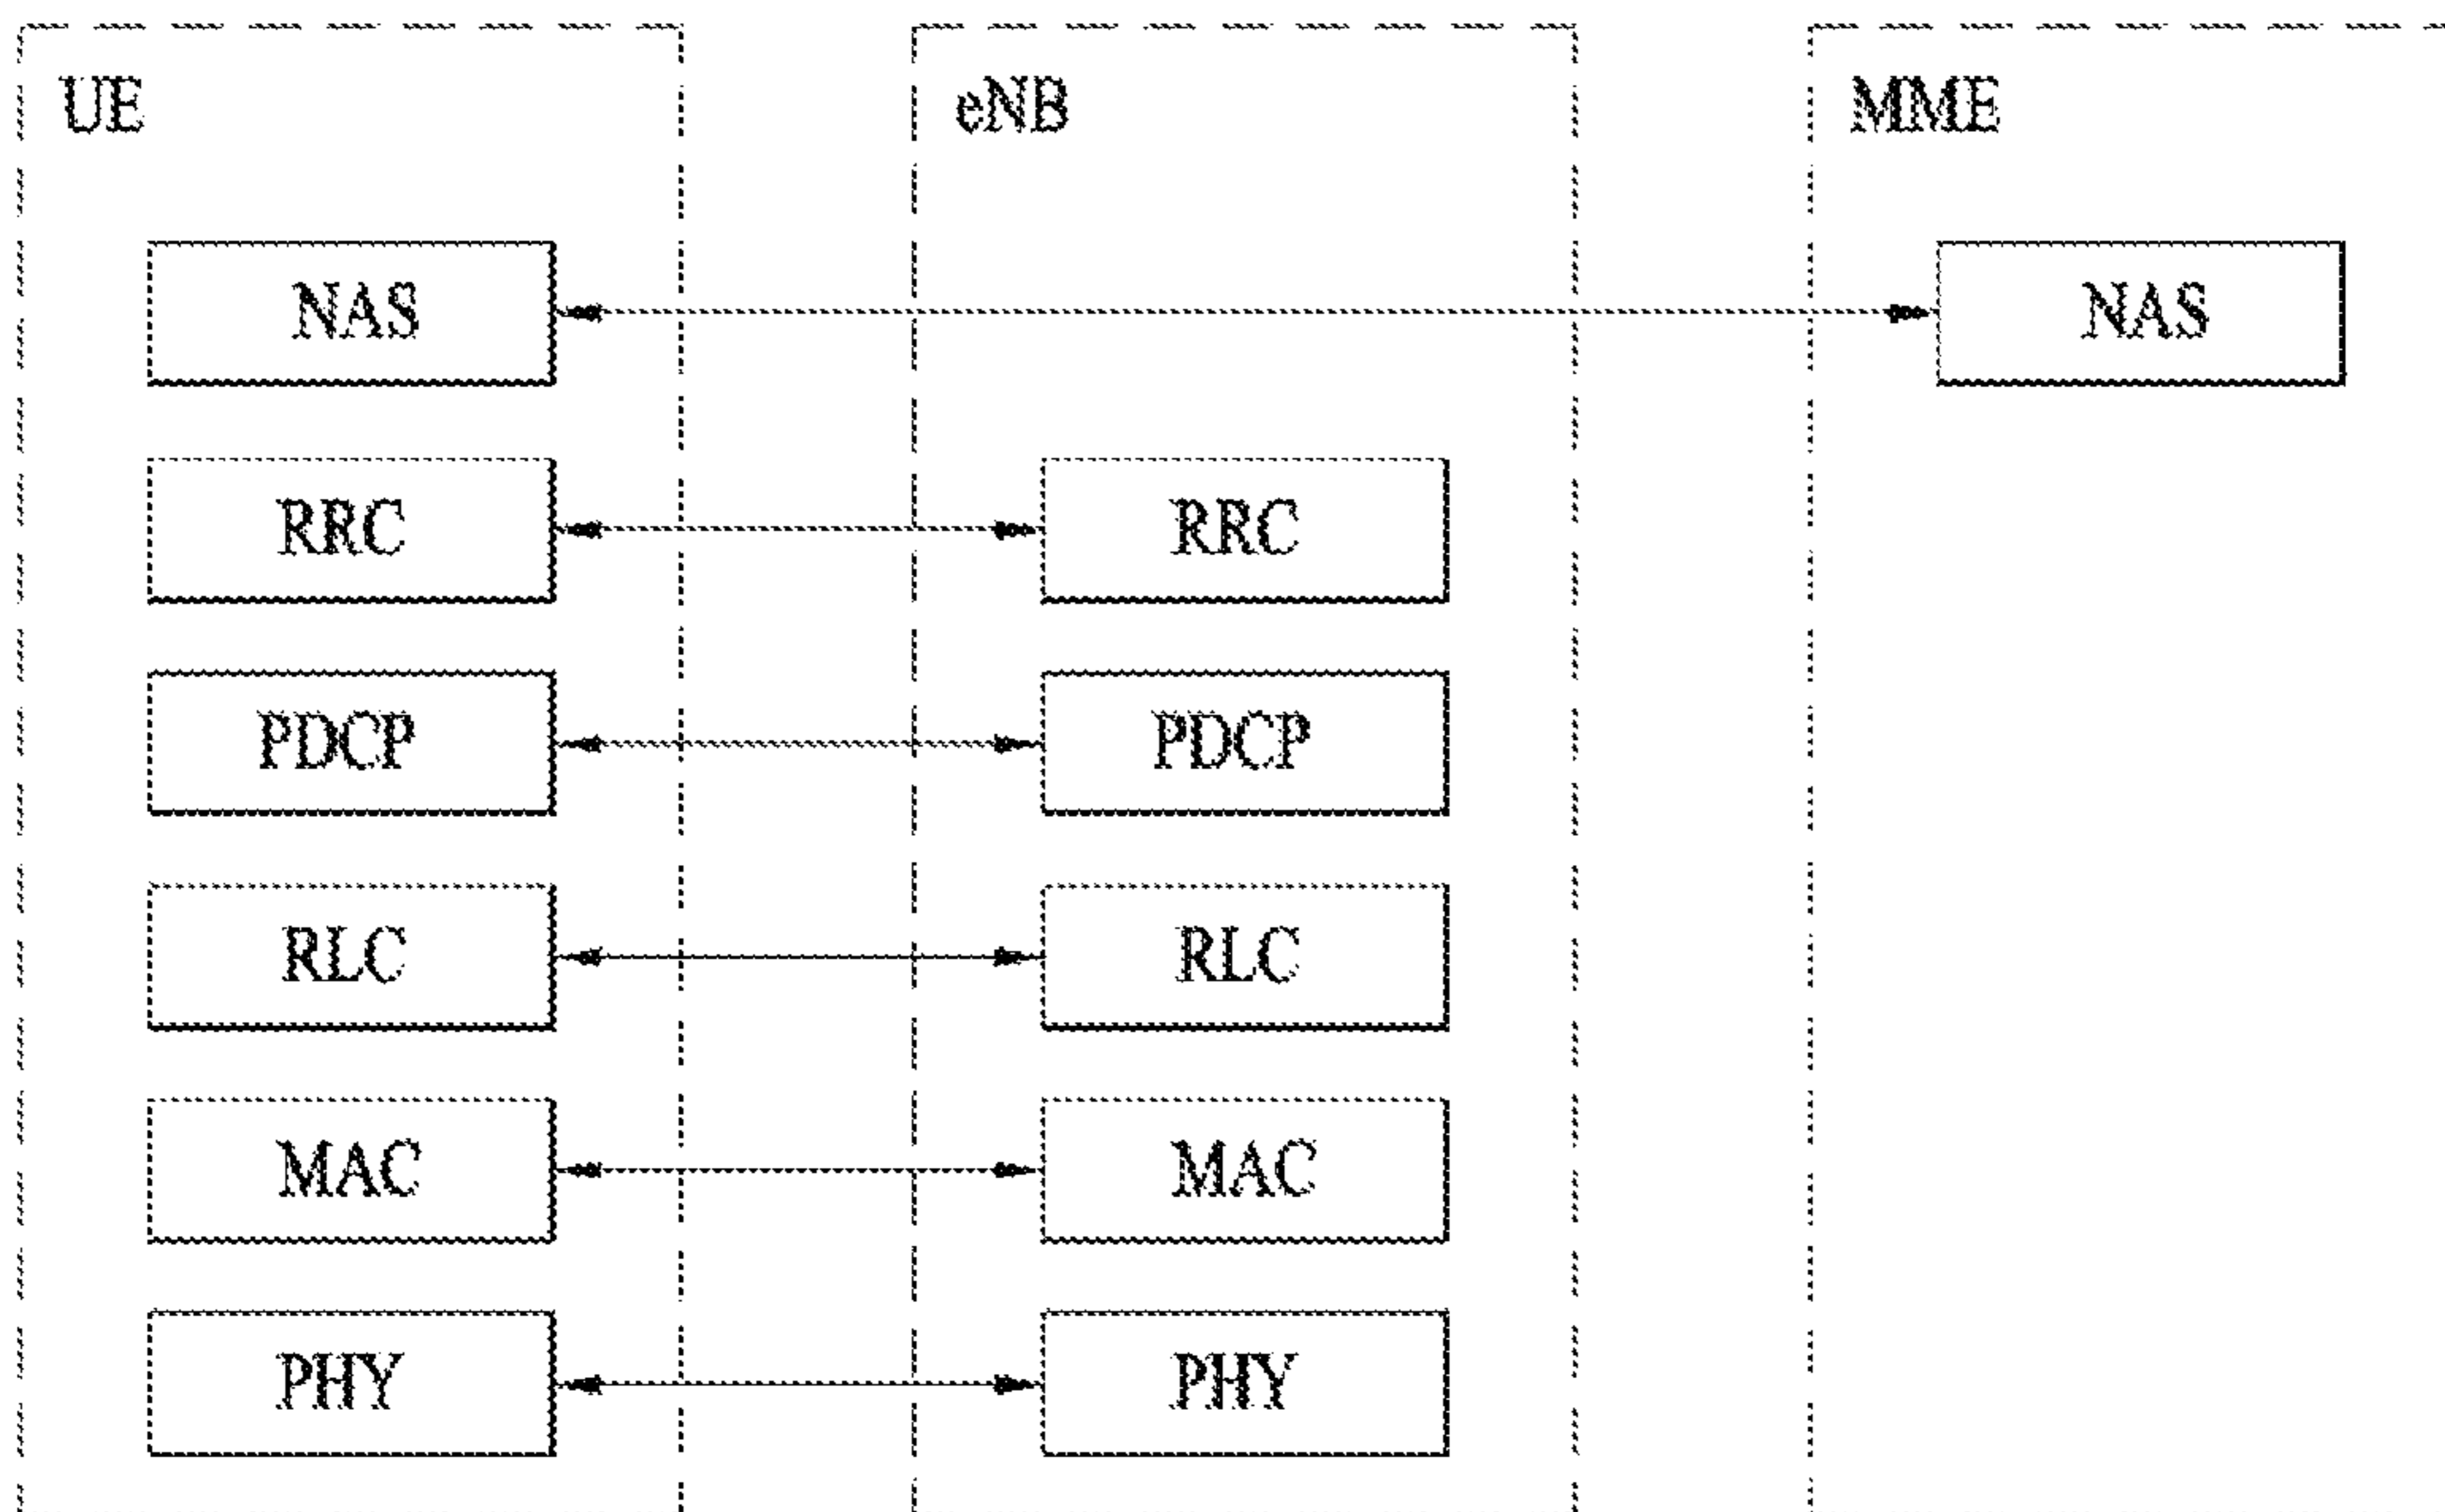 UE eNB MME
NAS NAS
RRC RRC
PDCP PDCP
RLC RLC
MAC MAC
PHY PHY